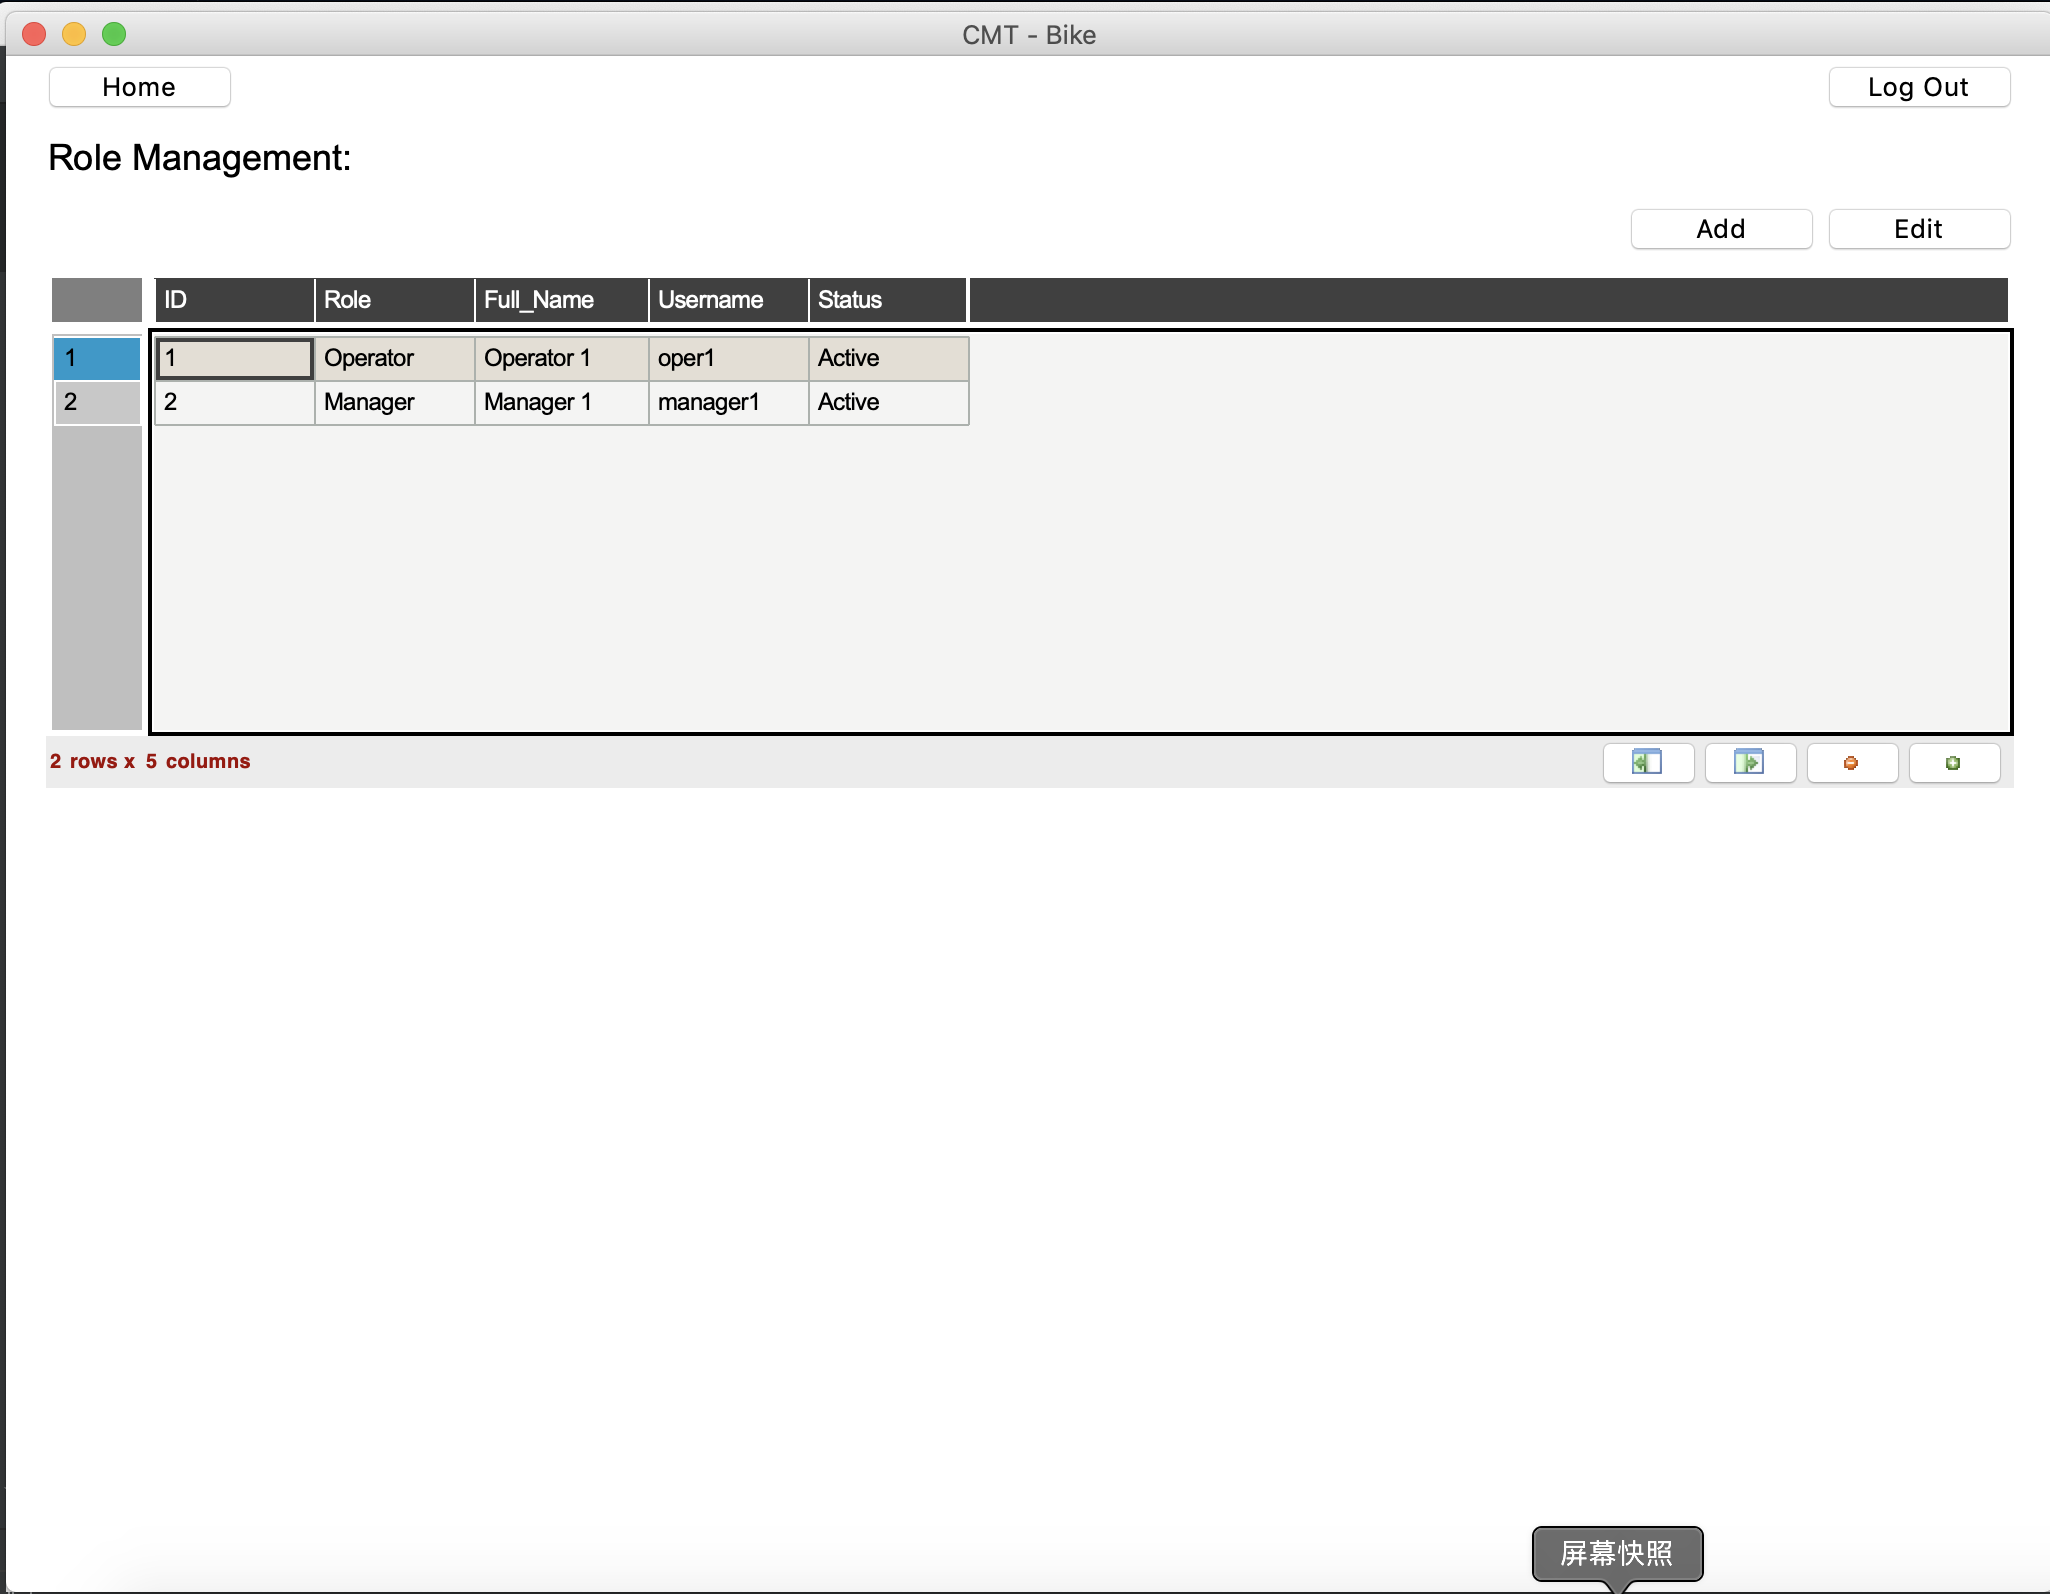 CMT - Bike
Home
Log Out
Role Management:
Add
Edit
ID Role Full_Name Username Status
1 1 Operator Operator 1 oper1 Active
2 2 Manager Manager 1 manager1 Active
2 rows x 5 columns
屏幕快照